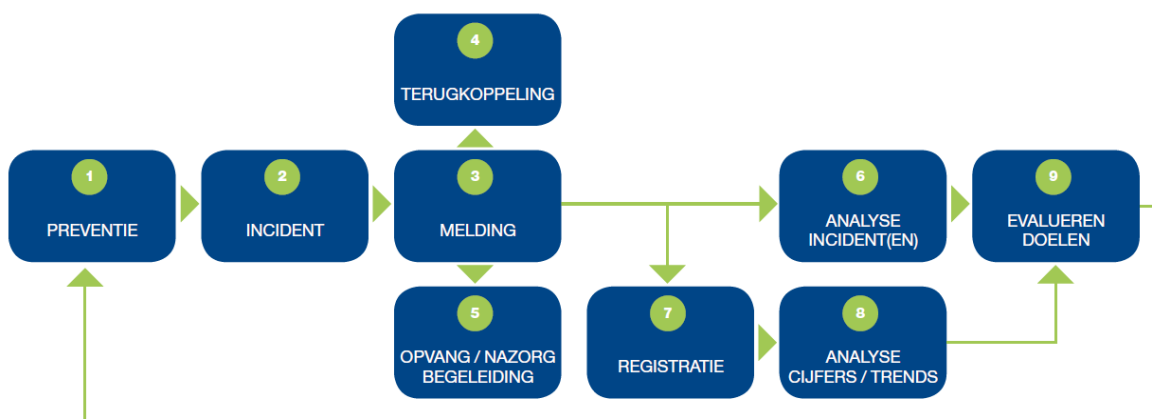 1
PREVENTIE
2
INCIDENT
3
MELDING
4
TERUGKOPPELING
5
OPVANG / NAZORG
BEGELEIDING
6
ANALYSE
INCIDENT(EN)
7
REGISTRATIE
8
ANALYSE
CIJFERS / TRENDS
9
EVALUEREN
DOELEN